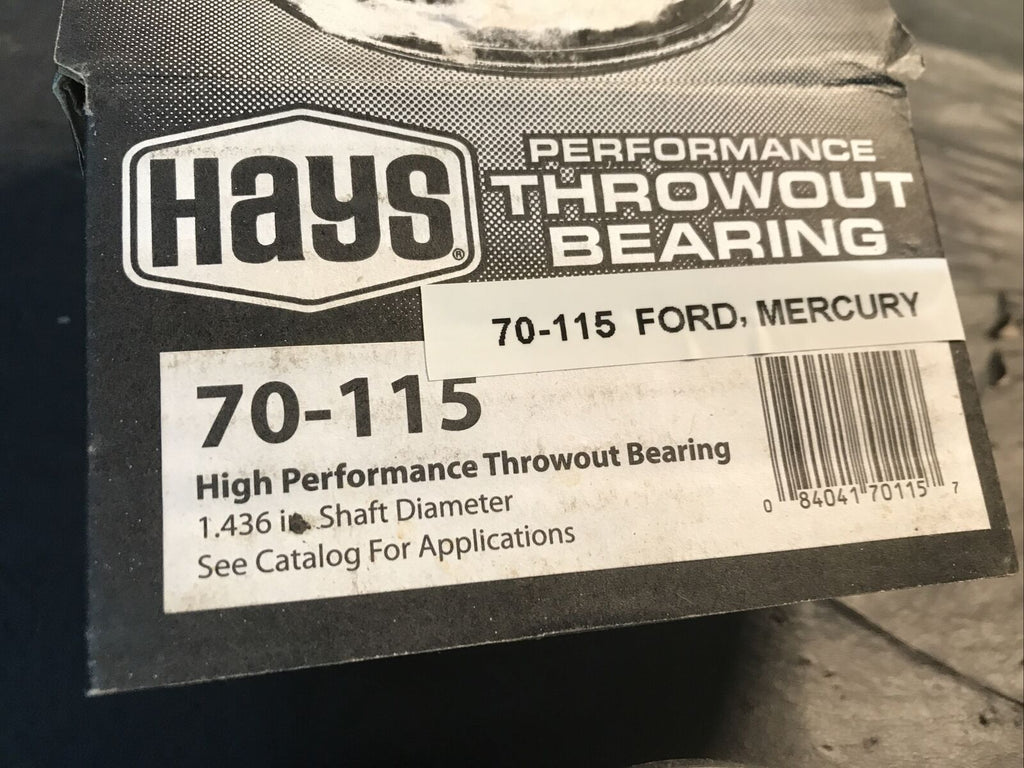 Hays®
PERFORMANCE
THROWOUT
BEARING
70-115 FORD, MERCURY
70-115
High Performance Throwout Bearing
1.436 in. Shaft Diameter
See Catalog For Applications
0 84041 70115 7